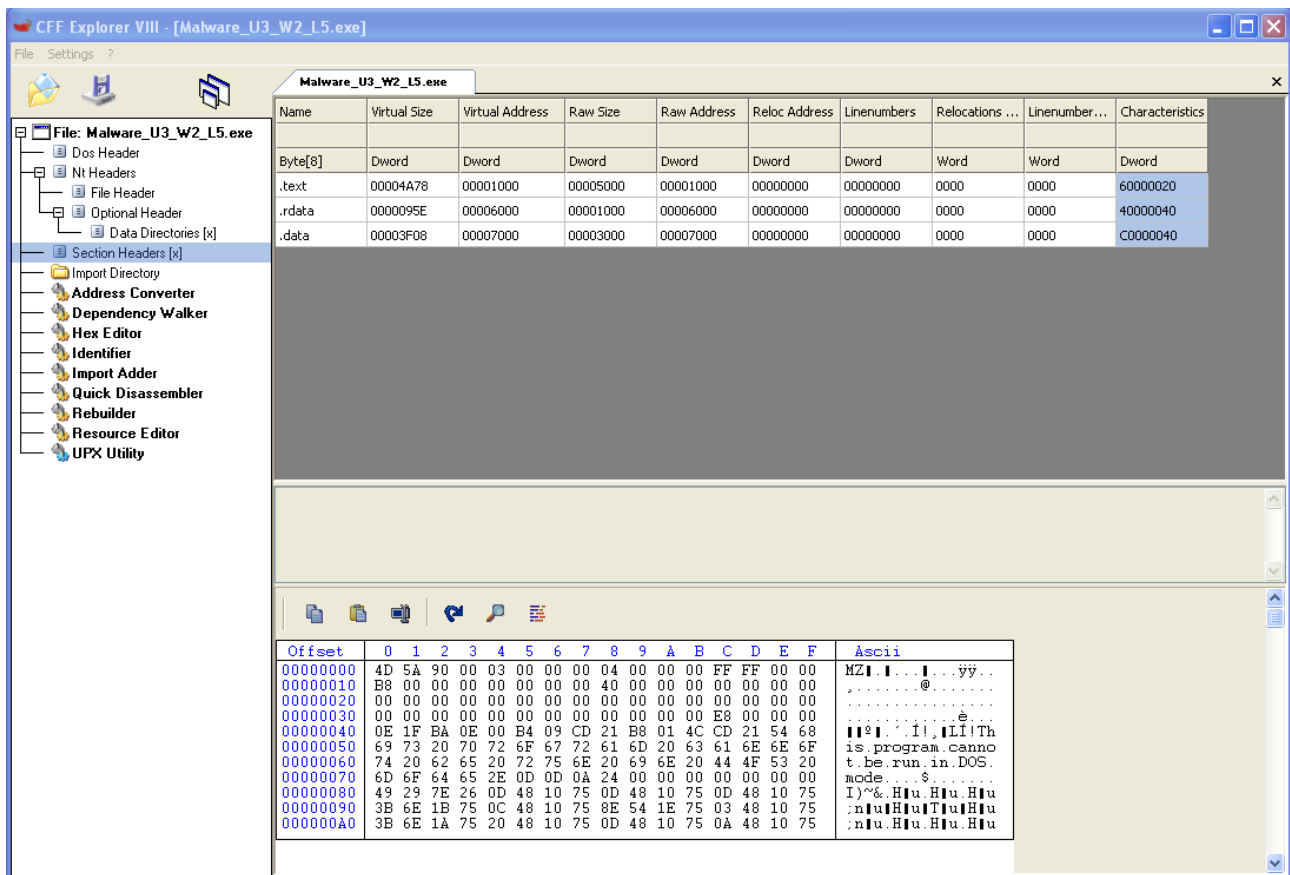 CFF Explorer VIII - [Malware_U3_W2_L5.exe]
File Settings ?
Malware_U3_W2_L5.exe
File: Malware_U3_W2_L5.exe
Dos Header
Nt Headers
File Header
Optional Header
Data Directories [x]
Section Headers [x]
Import Directory
Address Converter
Dependency Walker
Hex Editor
Identifier
Import Adder
Quick Disassembler
Rebuilder
Resource Editor
UPX Utility
Name Virtual Size Virtual Address Raw Size Raw Address Reloc Address Linenumbers Relocations ... Linenumber... Characteristics
Byte[8] Dword Dword Dword Dword Dword Dword Word Word Dword
.text 00004A78 00001000 00005000 00001000 00000000 00000000 0000 0000 60000020
.rdata 0000095E 00006000 00001000 00006000 00000000 00000000 0000 0000 40000040
.data 00003F08 00007000 00003000 00007000 00000000 00000000 0000 0000 C0000040
Offset 0 1 2 3 4 5 6 7 8 9 A B C D E F Ascii
00000000 4D 5A 90 00 03 00 00 00 04 00 00 00 FF FF 00 00 MZ▮.▮...▮...ÿÿ..
00000010 B8 00 00 00 00 00 00 00 40 00 00 00 00 00 00 00 ¸.......@.......
00000020 00 00 00 00 00 00 00 00 00 00 00 00 00 00 00 00 ................
00000030 00 00 00 00 00 00 00 00 00 00 00 00 E8 00 00 00 ............è...
00000040 0E 1F BA 0E 00 B4 09 CD 21 B8 01 4C CD 21 54 68 ▮▮º▮.´.Í!¸▮LÍ!Th
00000050 69 73 20 70 72 6F 67 72 61 6D 20 63 61 6E 6E 6F is.program.canno
00000060 74 20 62 65 20 72 75 6E 20 69 6E 20 44 4F 53 20 t.be.run.in.DOS.
00000070 6D 6F 64 65 2E 0D 0D 0A 24 00 00 00 00 00 00 00 mode....$.......
00000080 49 29 7E 26 0D 48 10 75 0D 48 10 75 0D 48 10 75 I)~&.H▮u.H▮u.H▮u
00000090 3B 6E 1B 75 0C 48 10 75 8E 54 1E 75 03 48 10 75 ;n▮u▮H▮u▮T▮u▮H▮u
000000A0 3B 6E 1A 75 20 48 10 75 0D 48 10 75 0A 48 10 75 ;n▮u.H▮u.H▮u.H▮u